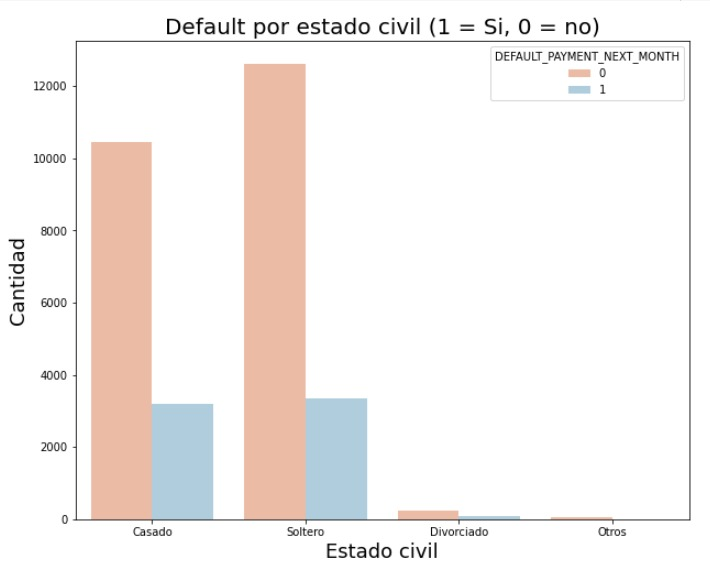 Default por estado civil (1 = Si, 0 = no)
DEFAULT_PAYMENT_NEXT_MONTH
0
1
Cantidad
12000
10000
8000
6000
4000
2000
0
Casado Soltero Divorciado Otros
Estado civil